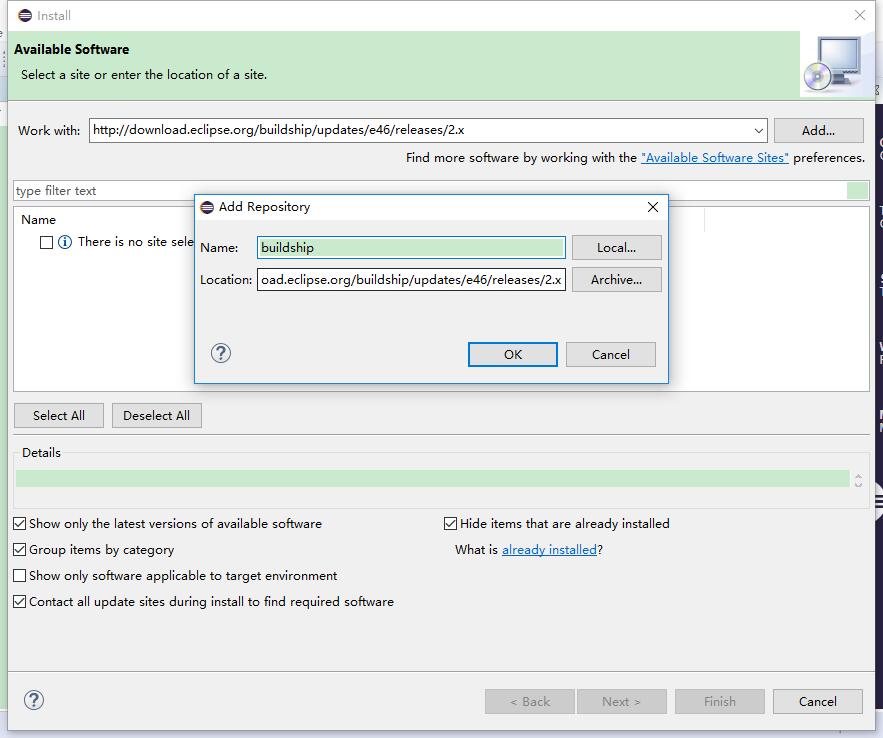 Install
Available Software
Select a site or enter the location of a site.
Work with: http://download.eclipse.org/buildship/updates/e46/releases/2.x Add...
Find more software by working with the "Available Software Sites" preferences.
type filter text
Name
There is no site sele
Add Repository
Name: buildship Local...
Location: oad.eclipse.org/buildship/updates/e46/releases/2.x Archive...
? OK Cancel
Select All Deselect All
Details
Show only the latest versions of available software Hide items that are already installed
Group items by category What is already installed?
Show only software applicable to target environment
Contact all update sites during install to find required software
? < Back Next > Finish Cancel